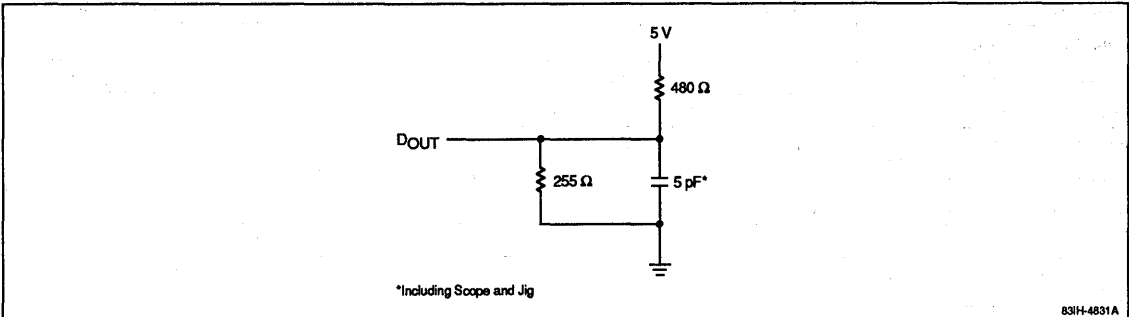 5 V
480 Ω
DOUT
255 Ω
5 pF*
*Including Scope and Jig
83IH-4831A